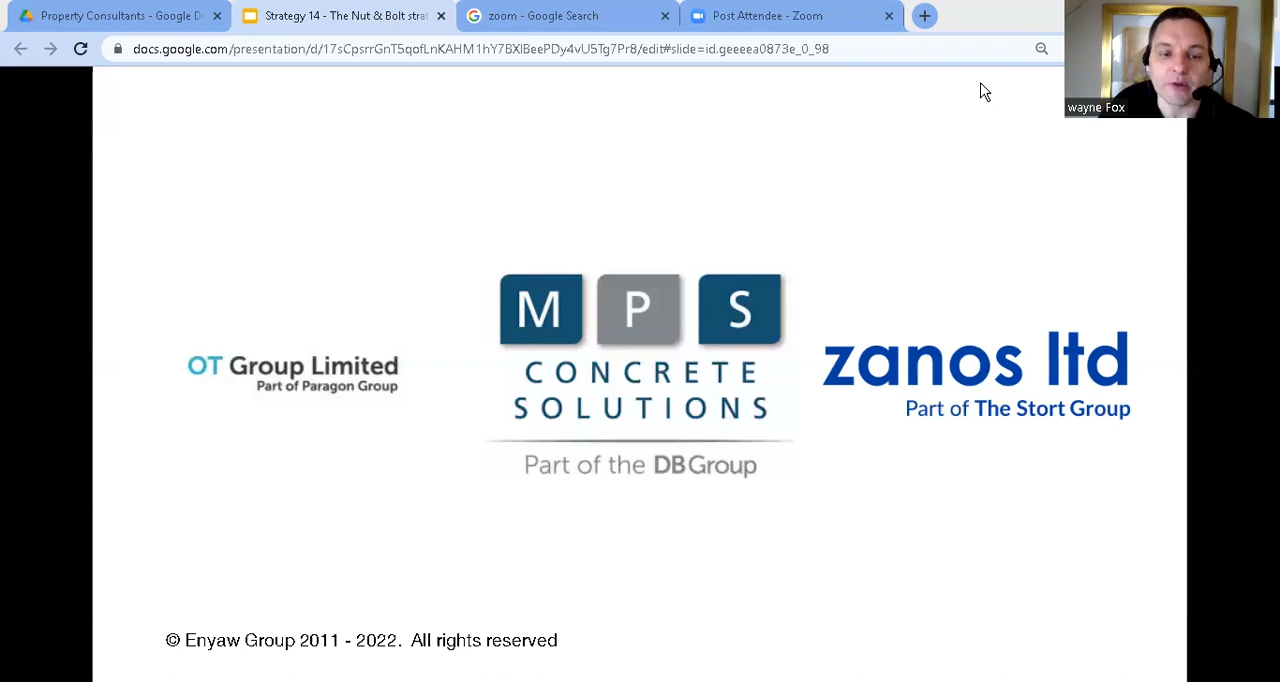 Property Consultants - Google Dr
Strategy 14 - The Nut & Bolt strat
zoom - Google Search
Post Attendee - Zoom
docs.google.com/presentation/d/17sCpsrrGnT5qofLnKAHM1hY7BXlBeePDy4vU5Tg7Pr8/edit#slide=id.geeeea0873e_0_98
wayne Fox
M P S
CONCRETE
SOLUTIONS
Part of the DBGroup
OT Group Limited
Part of Paragon Group
zanos ltd
Part of The Stort Group
© Enyaw Group 2011 - 2022. All rights reserved